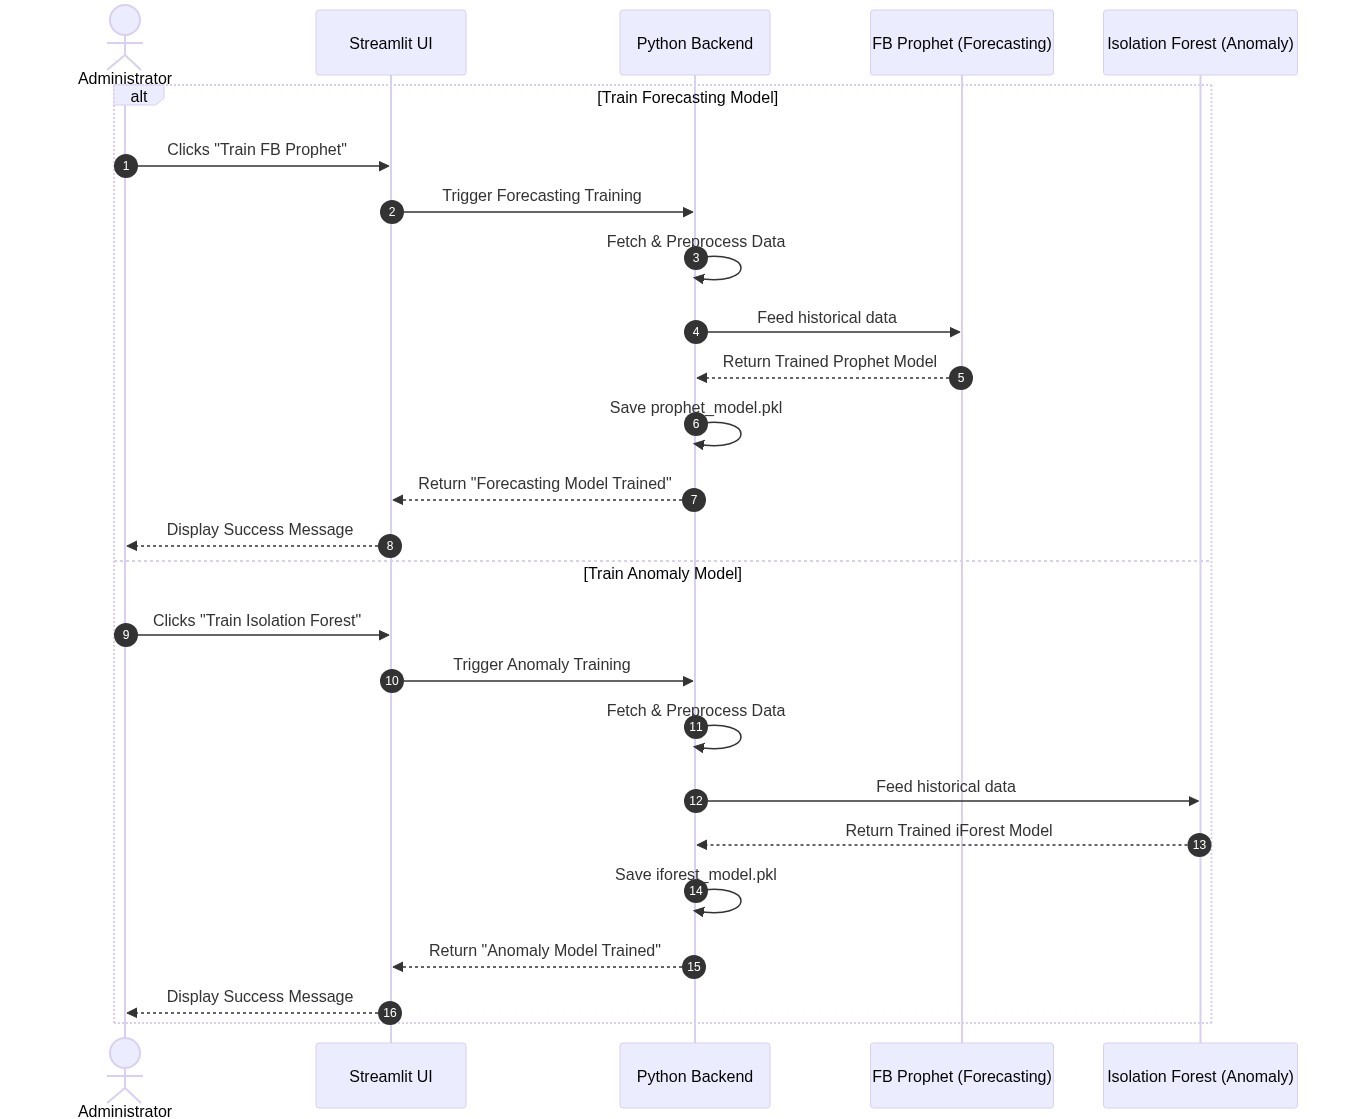 Administrator
Streamlit UI
Python Backend
FB Prophet (Forecasting)
Isolation Forest (Anomaly)
alt
[Train Forecasting Model]
Clicks "Train FB Prophet"
1
Trigger Forecasting Training
2
Fetch & Preprocess Data
3
Feed historical data
4
Return Trained Prophet Model
5
Save prophet_model.pkl
6
Return "Forecasting Model Trained"
7
Display Success Message
8
[Train Anomaly Model]
Clicks "Train Isolation Forest"
9
Trigger Anomaly Training
10
Fetch & Preprocess Data
11
Feed historical data
12
Return Trained iForest Model
13
Save iforest_model.pkl
14
Return "Anomaly Model Trained"
15
Display Success Message
16
Administrator
Streamlit UI
Python Backend
FB Prophet (Forecasting)
Isolation Forest (Anomaly)